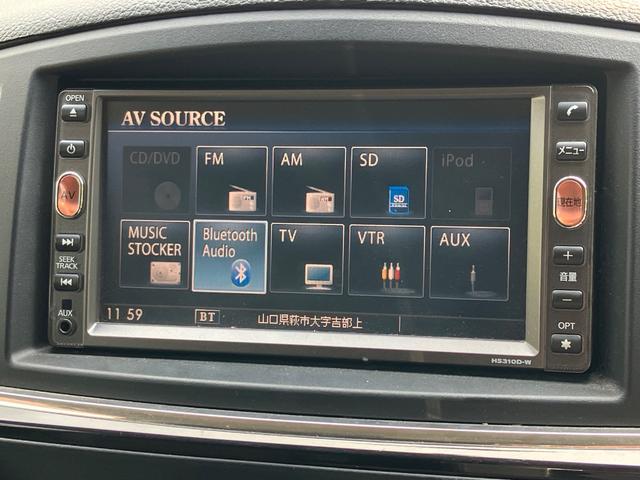 OPEN
AV
SEEK
TRACK
AUX
AV SOURCE
CD/DVD
FM
AM
SD
SD
iPod
MUSIC
STOCKER
Bluetooth
Audio
TV
VTR
AUX
11 59
BT
山口県萩市大字吉部上
メニュー
現在地
+
音量
−
OPT
HS310D-W